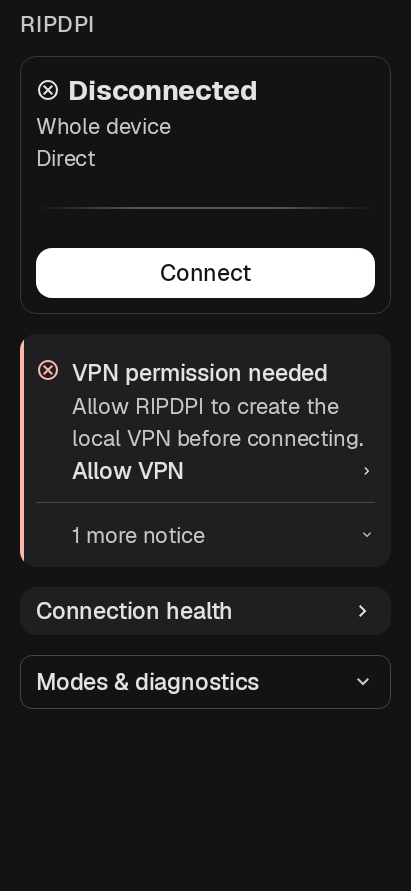 RIPDPI
Disconnected
Whole device
Direct
Connect
VPN permission needed
Allow RIPDPI to create the
local VPN before connecting.
Allow VPN
1 more notice
Connection health
Modes & diagnostics